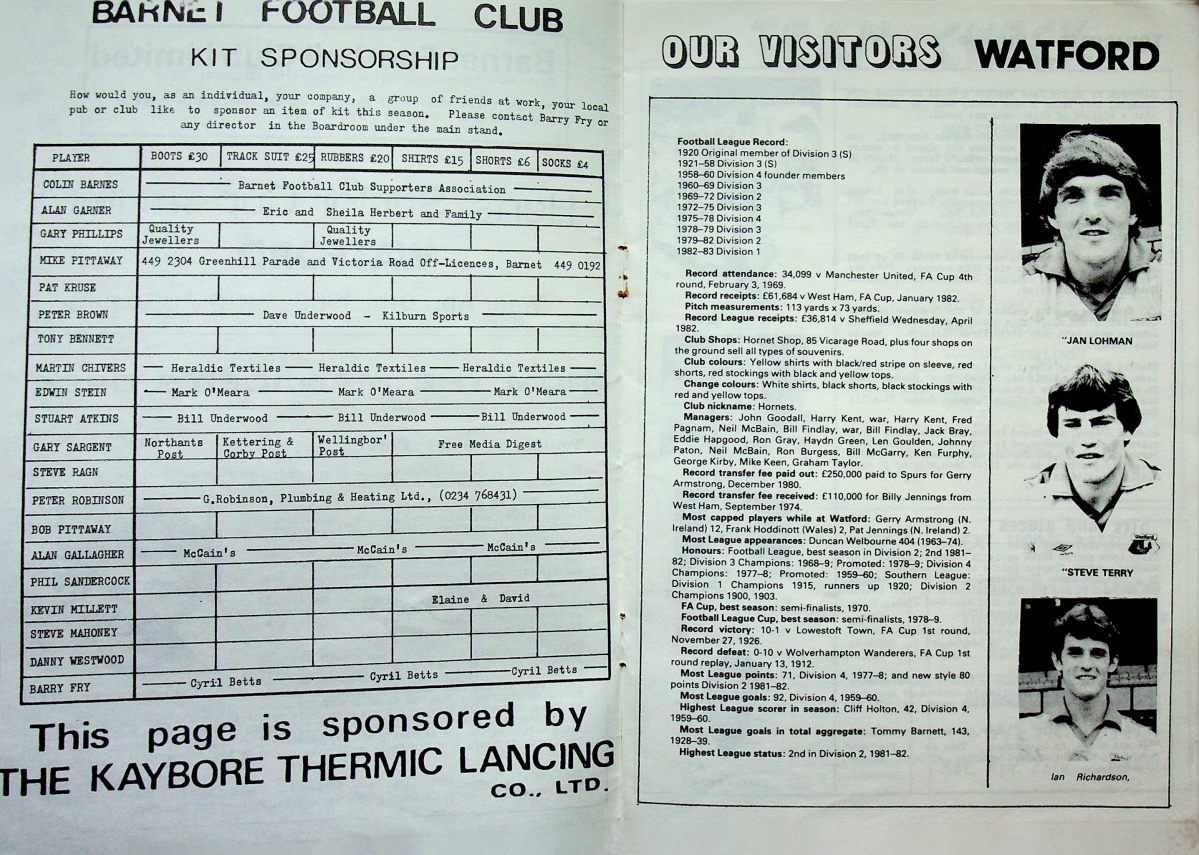 BARNET FOOTBALL CLUB
KIT SPONSORSHIP
How would you, as an individual, your company, a group of friends at work, your local
pub or club like to sponsor an item of kit this season. Please contact Barry Fry or
any director in the Boardroom under the main stand.
PLAYER BOOTS £30 TRACK SUIT £25 RUBBERS £20 SHIRTS £15 SHORTS £6 SOCKS £4
COLIN BARNES Barnet Football Club Supporters Association
ALAN GARNER Eric and Sheila Herbert and Family
GARY PHILLIPS Quality Jewellers Quality Jewellers
MIKE PITTAWAY 449 2304 Greenhill Parade and Victoria Road Off-Licences, Barnet 449 0192
PAT KRUSE
PETER BROWN Dave Underwood - Kilburn Sports
TONY BENNETT
MARTIN CHIVERS Heraldic Textiles Heraldic Textiles Heraldic Textiles
EDWIN STEIN Mark O'Meara Mark O'Meara Mark O'Meara
STUART ATKINS Bill Underwood Bill Underwood Bill Underwood
GARY SARGENT Northants Post Kettering & Corby Post Wellingbor' Post Free Media Digest
STEVE RAGN
PETER ROBINSON G.Robinson, Plumbing & Heating Ltd., (0234 768431)
BOB PITTAWAY
ALAN GALLAGHER McCain's McCain's McCain's
PHIL SANDERCOCK
KEVIN MILLETT Elaine & David
STEVE MAHONEY
DANNY WESTWOOD
BARRY FRY Cyril Betts Cyril Betts Cyril Betts
This page is sponsored by
THE KAYBORE THERMIC LANCING
CO., LTD.
OUR VISITORS WATFORD
Football League Record:
1920 Original member of Division 3 (S)
1921–58 Division 3 (S)
1958–60 Division 4 founder members
1960–69 Division 3
1969–72 Division 2
1972–75 Division 3
1975–78 Division 4
1978–79 Division 3
1979–82 Division 2
1982–83 Division 1
Record attendance: 34,099 v Manchester United, FA Cup 4th
round, February 3, 1969.
Record receipts: £61,684 v West Ham, FA Cup, January 1982.
Pitch measurements: 113 yards x 73 yards.
Record League receipts: £36,814 v Sheffield Wednesday, April
1982.
Club Shops: Hornet Shop, 85 Vicarage Road, plus four shops on
the ground sell all types of souvenirs.
Club colours: Yellow shirts with black/red stripe on sleeve, red
shorts, red stockings with black and yellow tops.
Change colours: White shirts, black shorts, black stockings with
red and yellow tops.
Club nickname: Hornets.
Managers: John Goodall, Harry Kent, war, Harry Kent, Fred
Pagnam, Neil McBain, Bill Findlay, war, Bill Findlay, Jack Bray,
Eddie Hapgood, Ron Gray, Haydn Green, Len Goulden, Johnny
Paton, Neil McBain, Ron Burgess, Bill McGarry, Ken Furphy,
George Kirby, Mike Keen, Graham Taylor.
Record transfer fee paid out: £250,000 paid to Spurs for Gerry
Armstrong, December 1980.
Record transfer fee received: £110,000 for Billy Jennings from
West Ham, September 1974.
Most capped players while at Watford: Gerry Armstrong (N.
Ireland) 12, Frank Hoddinott (Wales) 2, Pat Jennings (N. Ireland) 2.
Most League appearances: Duncan Welbourne 404 (1963–74).
Honours: Football League, best season in Division 2; 2nd 1981–
82; Division 3 Champions: 1968–9; Promoted: 1978–9; Division 4
Champions: 1977–8; Promoted: 1959–60; Southern League:
Division 1 Champions 1915, runners up 1920; Division 2
Champions 1900, 1903.
FA Cup, best season: semi-finalists, 1970.
Football League Cup, best season: semi-finalists, 1978–9.
Record victory: 10-1 v Lowestoft Town, FA Cup 1st round,
November 27, 1926.
Record defeat: 0-10 v Wolverhampton Wanderers, FA Cup 1st
round replay, January 13, 1912.
Most League points: 71, Division 4, 1977–8; and new style 80
points Division 2 1981–82.
Most League goals: 92, Division 4, 1959–60.
Highest League scorer in season: Cliff Holton, 42, Division 4,
1959–60.
Most League goals in total aggregate: Tommy Barnett, 143,
1928–39.
Highest League status: 2nd in Division 2, 1981–82.
"JAN LOHMAN
Watford
"STEVE TERRY
Ian Richardson,